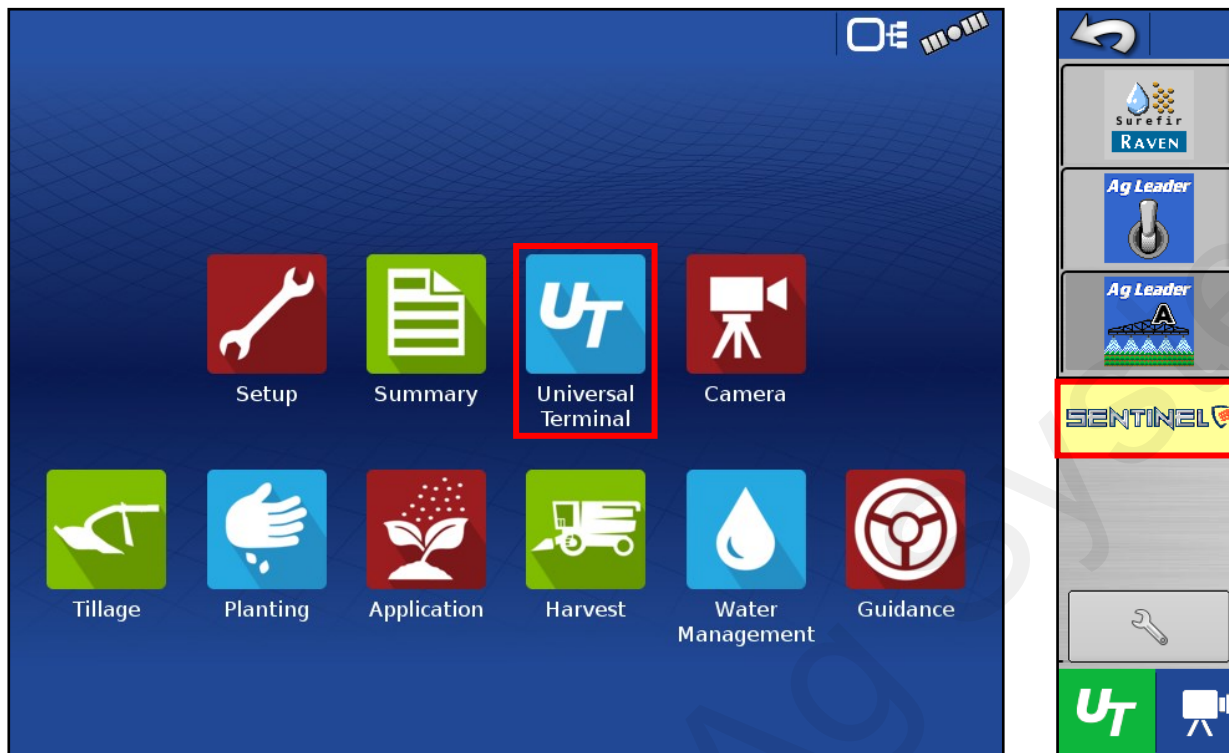 UT
Setup
Summary
Universal
Terminal
Camera
Tillage
Planting
Application
Harvest
Water
Management
Guidance
Surefir
RAVEN
Ag Leader
Ag Leader
A
SENTINEL
UT